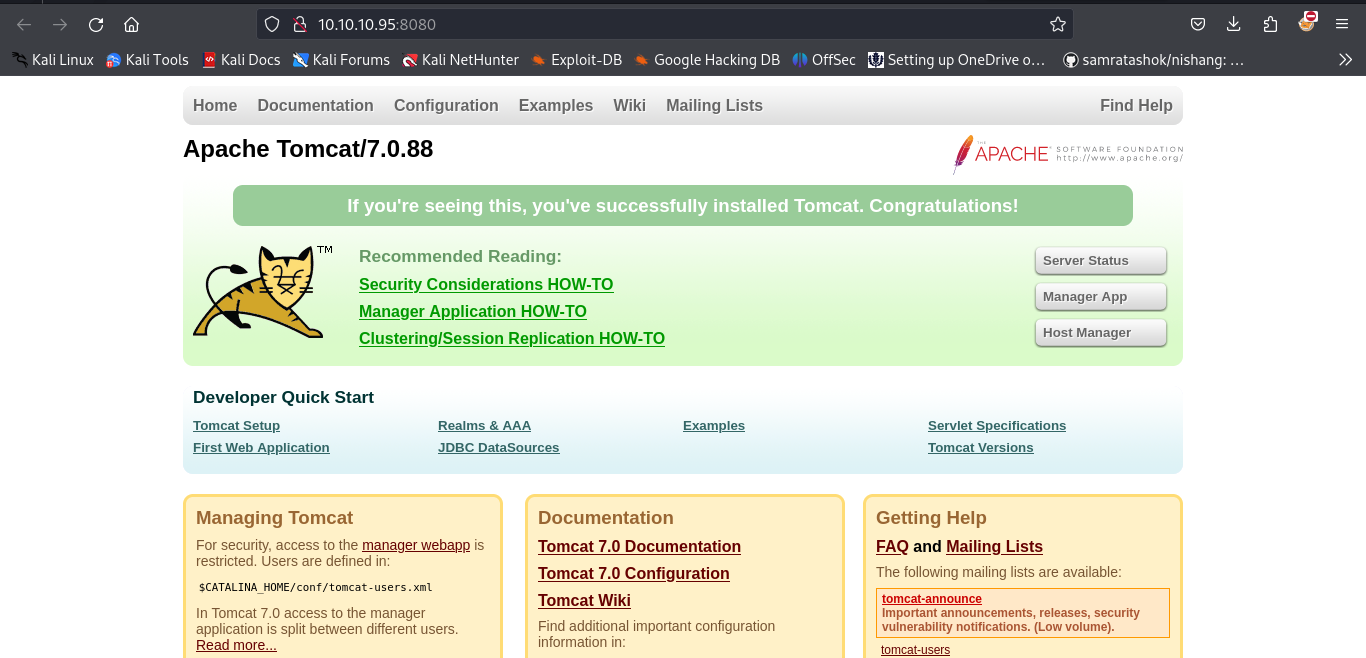 10.10.10.95:8080
Kali Linux Kali Tools Kali Docs Kali Forums Kali NetHunter Exploit-DB Google Hacking DB OffSec Setting up OneDrive o… samratashok/nishang: …
Home Documentation Configuration Examples Wiki Mailing Lists Find Help
Apache Tomcat/7.0.88
THE APACHE® SOFTWARE FOUNDATION
http://www.apache.org/
If you're seeing this, you've successfully installed Tomcat. Congratulations!
TM
Recommended Reading:
Security Considerations HOW-TO
Manager Application HOW-TO
Clustering/Session Replication HOW-TO
Server Status
Manager App
Host Manager
Developer Quick Start
Tomcat Setup Realms & AAA Examples Servlet Specifications
First Web Application JDBC DataSources Tomcat Versions
Managing Tomcat
For security, access to the manager webapp is
restricted. Users are defined in:
$CATALINA_HOME/conf/tomcat-users.xml
In Tomcat 7.0 access to the manager
application is split between different users.
Read more...
Documentation
Tomcat 7.0 Documentation
Tomcat 7.0 Configuration
Tomcat Wiki
Find additional important configuration
information in:
Getting Help
FAQ and Mailing Lists
The following mailing lists are available:
tomcat-announce
Important announcements, releases, security
vulnerability notifications. (Low volume).
tomcat-users